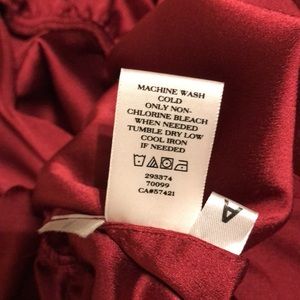 MACHINE WASH
COLD
ONLY NON-
CHLORINE BLEACH
WHEN NEEDED
TUMBLE DRY LOW
COOL IRON
IF NEEDED
293374
70099
CA#57421
A